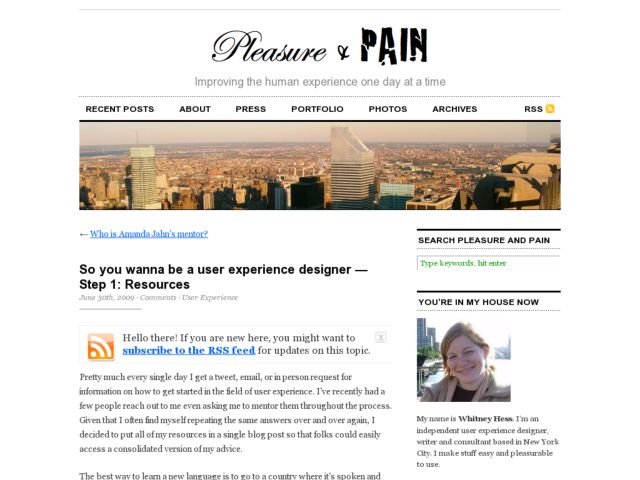 Pleasure & PAIN
Improving the human experience one day at a time
RECENT POSTS ABOUT PRESS PORTFOLIO PHOTOS ARCHIVES RSS
← Who is Amanda Jahn's mentor?
So you wanna be a user experience designer —
Step 1: Resources
June 30th, 2009 · Comments · User Experience
Hello there! If you are new here, you might want to
subscribe to the RSS feed for updates on this topic.
X
Pretty much every single day I get a tweet, email, or in person request for
information on how to get started in the field of user experience. I've recently had a
few people reach out to me even asking me to mentor them throughout the process.
Given that I often find myself repeating the same answers over and over again, I
decided to put all of my resources in a single blog post so that folks could easily
access a consolidated version of my advice.
The best way to learn a new language is to go to a country where it's spoken and
SEARCH PLEASURE AND PAIN
Type keywords, hit enter
YOU'RE IN MY HOUSE NOW
My name is Whitney Hess. I'm an
independent user experience designer,
writer and consultant based in New York
City. I make stuff easy and pleasurable
to use.